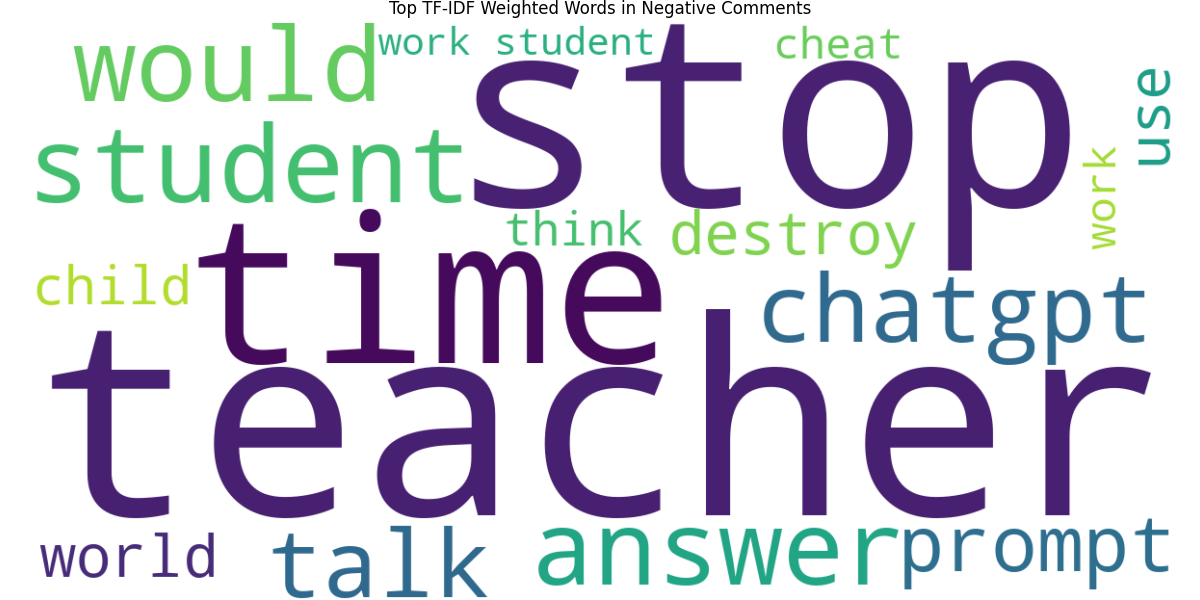 Top TF-IDF Weighted Words in Negative Comments
would
work student
stop
cheat
use
student
work
think
destroy
time
child
chatgpt
teacher
world
talk
answer
prompt